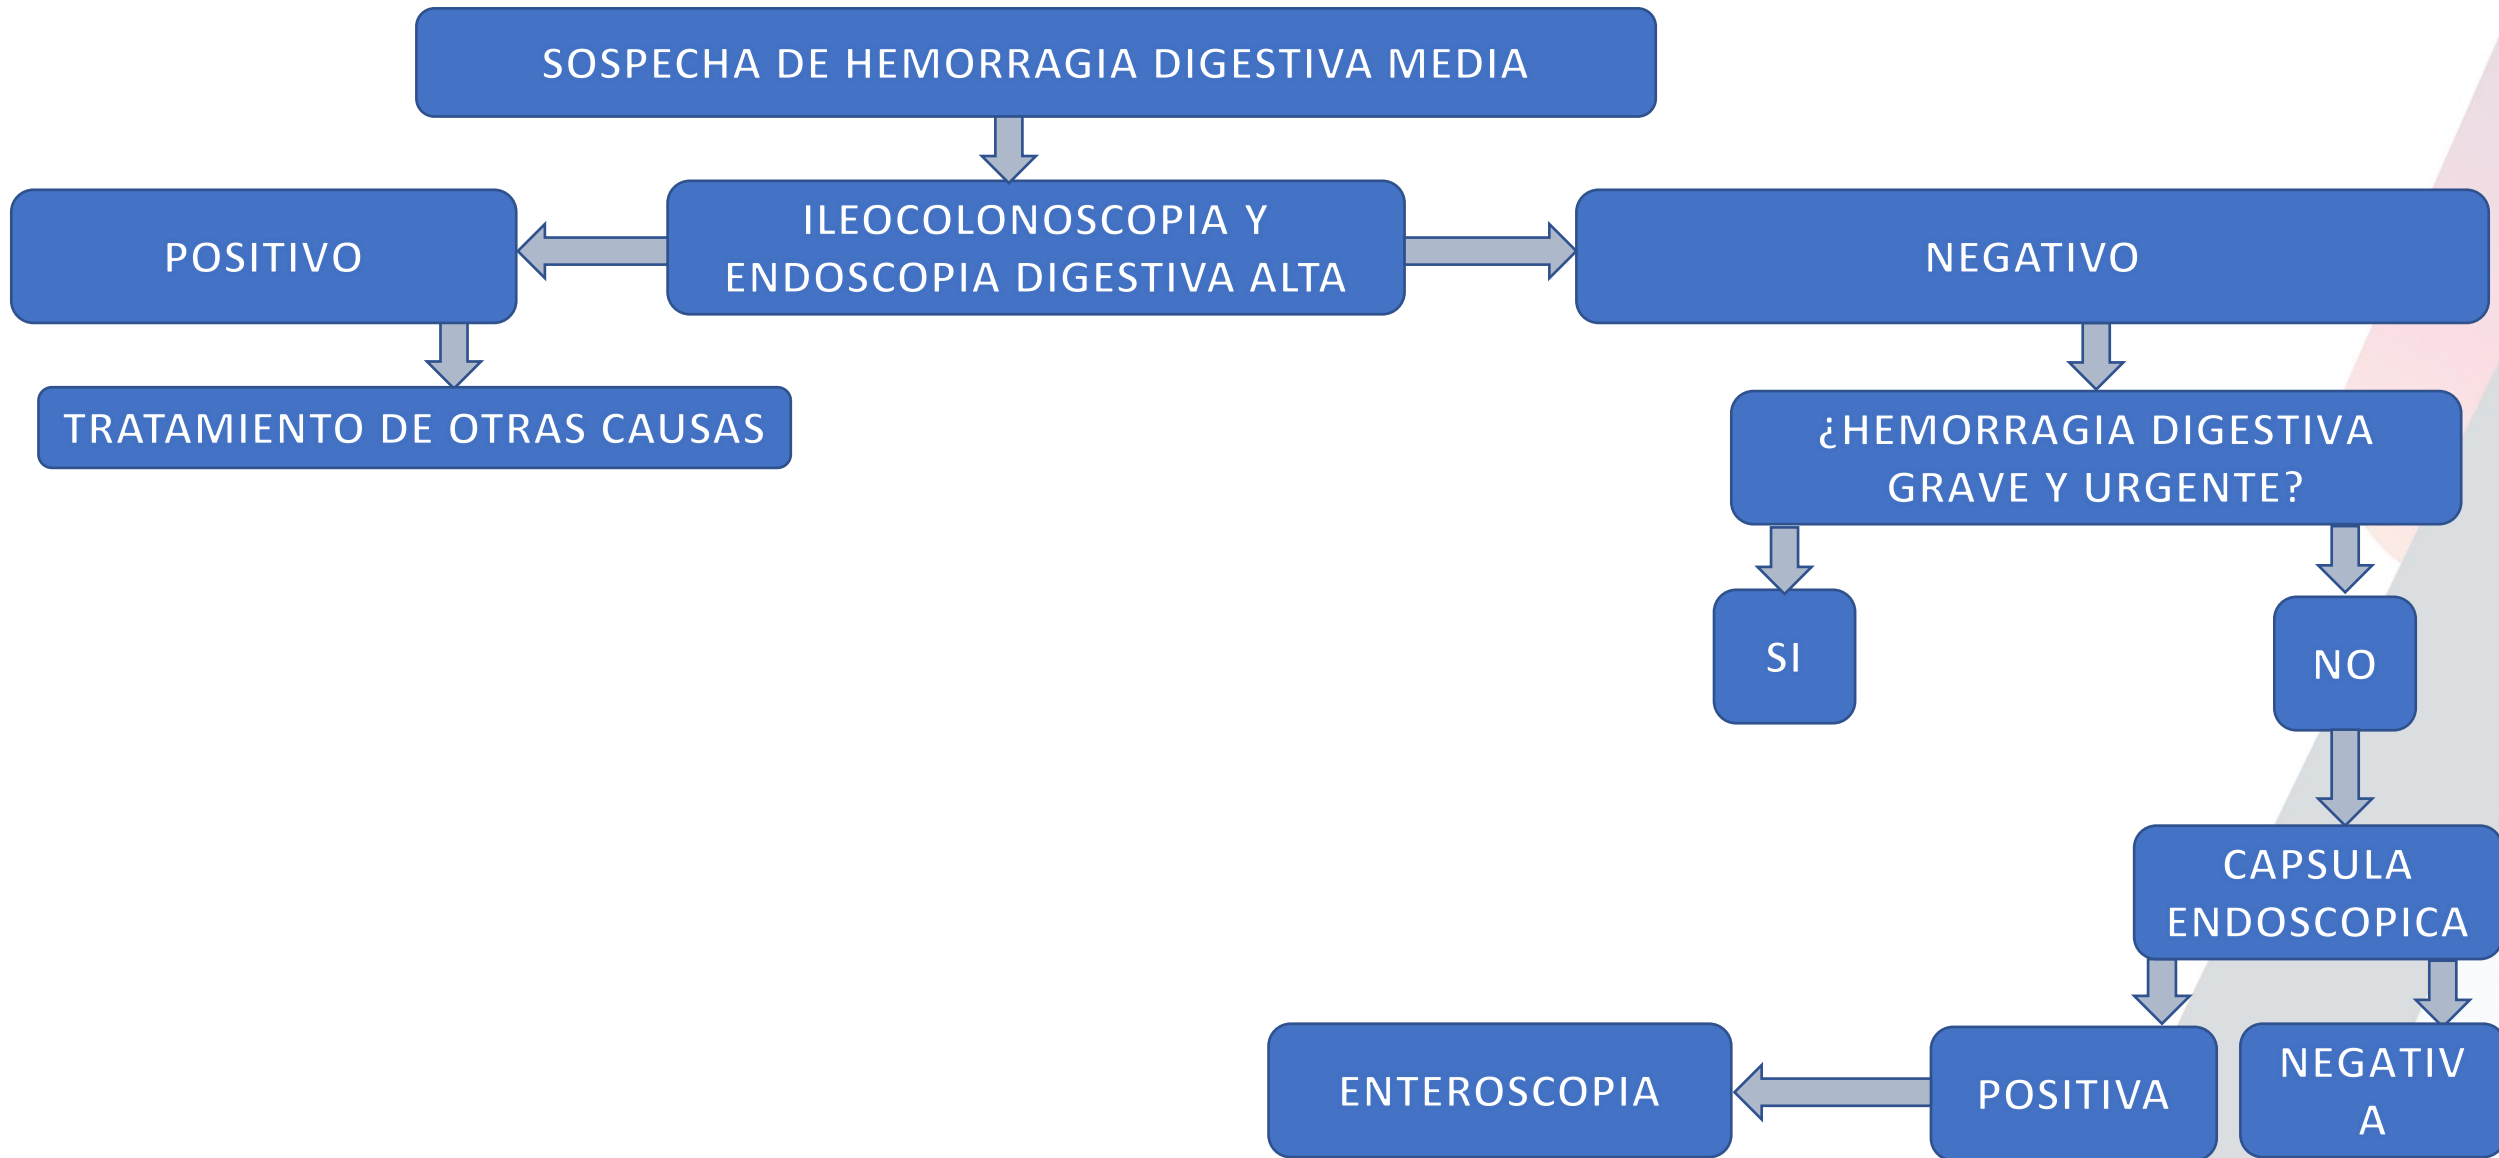 SOSPECHA DE HEMORRAGIA DIGESTIVA MEDIA
POSITIVO
ILEOCOLONOSCOPIA Y
ENDOSCOPIA DIGESTIVA ALTA
NEGATIVO
TRATAMIENTO DE OTRAS CAUSAS
¿HEMORRAGIA DIGESTIVA
GRAVE Y URGENTE?
SI
NO
CAPSULA
ENDOSCOPICA
ENTEROSCOPIA
POSITIVA
NEGATIV
A